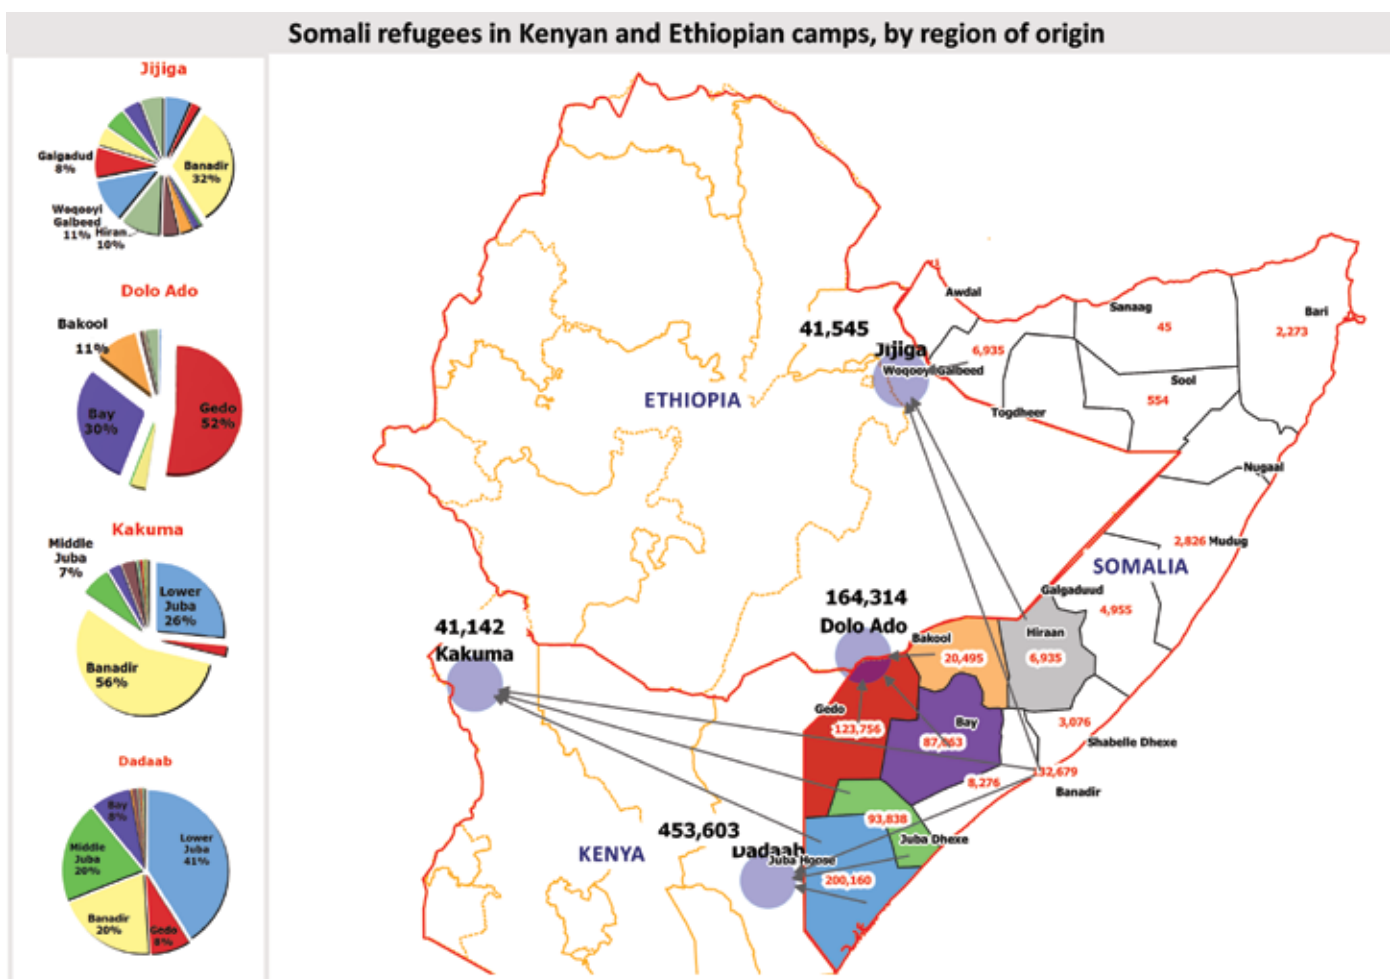 Somali refugees in Kenyan and Ethiopian camps, by region of origin
Jijiga
Galgadud
8%
Banadir
32%
Woqooyi
Galbeed
11%
Hiran
10%
Dolo Ado
Bakool
11%
Bay
30%
Gedo
52%
Kakuma
Middle
Juba
7%
Lower
Juba
26%
Banadir
56%
Dadaab
Bay
8%
Lower
Juba
41%
Middle
Juba
20%
Banadir
20%
Gedo
8%
ETHIOPIA
41,545
Jijiga
Awdal
6,935
Woqooyi Galbeed
Togdheer
Sanaag
45
Sool
554
Bari
2,273
Nugaal
2,826 Mudug
SOMALIA
Galgaduud
4,955
Hiraan
6,935
164,314
Dolo Ado
Bakool
20,495
41,142
Kakuma
Gedo
123,756
Bay
3,076
Shabelle Dhexe
8,276
Banadir
93,838
Juba Dhexe
453,603
Dadaab
KENYA
Juba Hoose
200,160